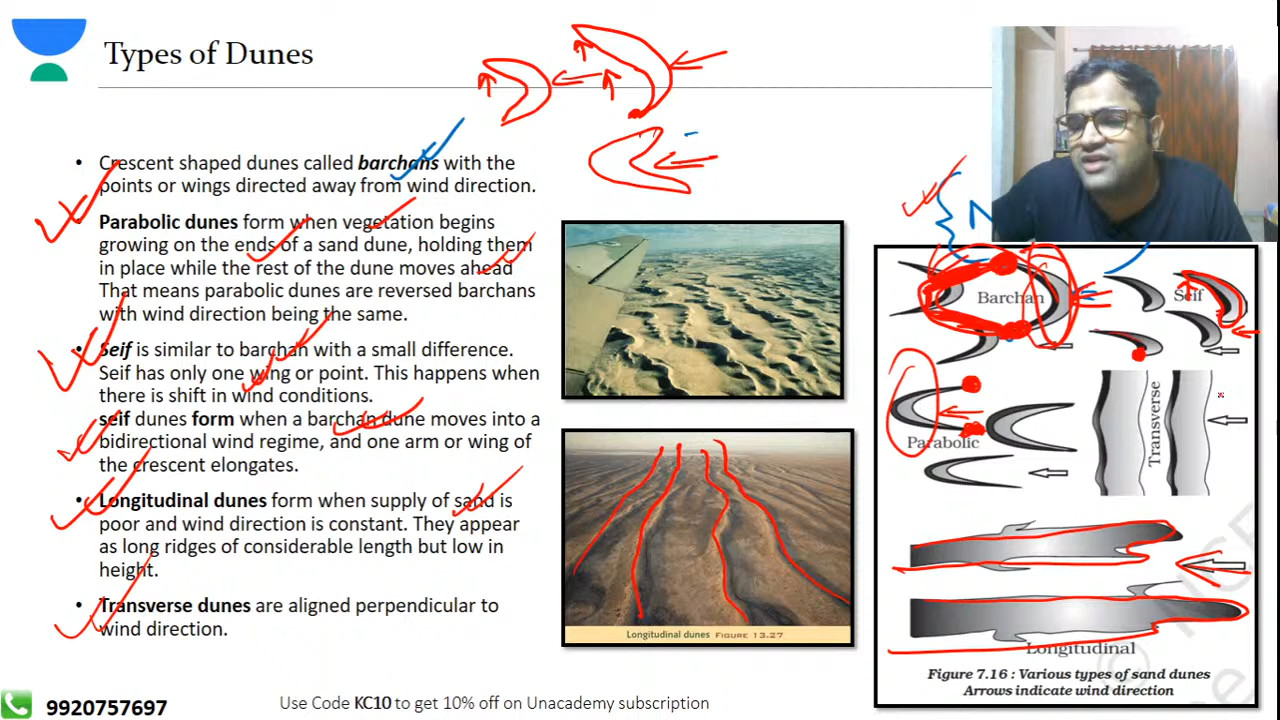 Types of Dunes
• Crescent shaped dunes called barchans with the
points or wings directed away from wind direction.
• Parabolic dunes form when vegetation begins
growing on the ends of a sand dune, holding them
in place while the rest of the dune moves ahead
That means parabolic dunes are reversed barchans
with wind direction being the same.
• Seif is similar to barchan with a small difference.
Seif has only one wing or point. This happens when
there is shift in wind conditions.
seif dunes form when a barchan dune moves into a
bidirectional wind regime, and one arm or wing of
the crescent elongates.
• Longitudinal dunes form when supply of sand is
poor and wind direction is constant. They appear
as long ridges of considerable length but low in
height.
• Transverse dunes are aligned perpendicular to
wind direction.
Longitudinal dunes FIGURE 13.27
Barchan
Seif
Parabolic
Transverse
Longitudinal
Figure 7.16 : Various types of sand dunes
Arrows indicate wind direction
9920757697
Use Code KC10 to get 10% off on Unacademy subscription